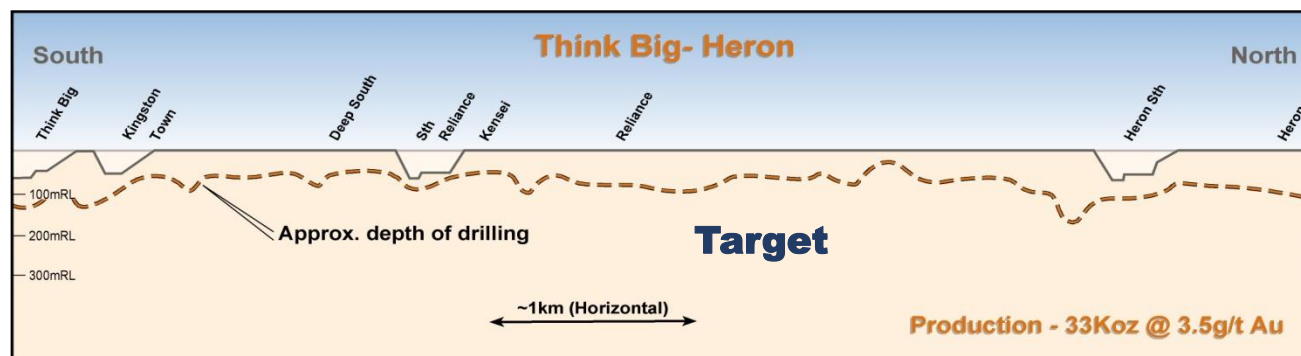 Think Big- Heron
South
North
Think Big
Kingston
Town
Deep South
Sth
Reliance
Kensei
Reliance
Heron Sth
Heron
100mRL
200mRL
300mRL
Approx. depth of drilling
Target
~1km (Horizontal)
Production - 33Koz @ 3.5g/t Au